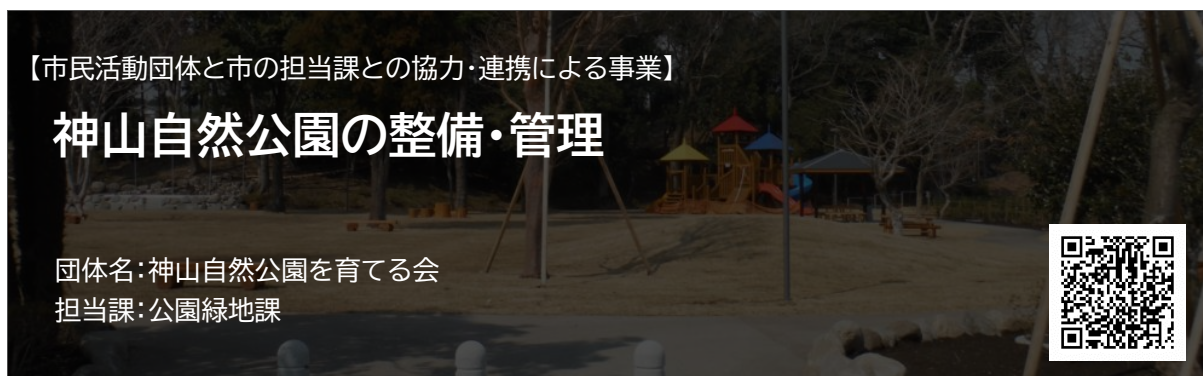 【市民活動団体と市の担当課との協力・連携による事業】
神山自然公園の整備・管理
団体名：神山自然公園を育てる会
担当課：公園緑地課